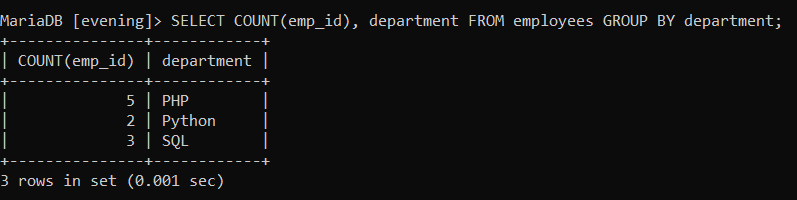 MariaDB [evening]> SELECT COUNT(emp_id), department FROM employees GROUP BY department;
+---------------+------------+
| COUNT(emp_id) | department |
+---------------+------------+
|             5 | PHP        |
|             2 | Python     |
|             3 | SQL        |
+---------------+------------+
3 rows in set (0.001 sec)